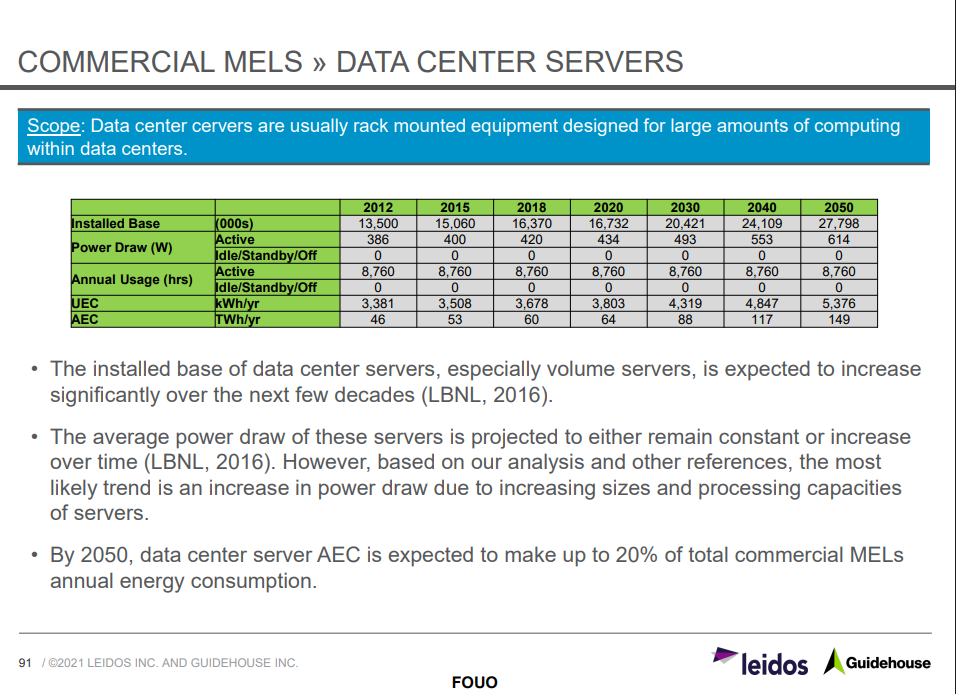 COMMERCIAL MELS » DATA CENTER SERVERS
Scope: Data center cervers are usually rack mounted equipment designed for large amounts of computing
within data centers.
2012 2015 2018 2020 2030 2040 2050
Installed Base (000s) 13,500 15,060 16,370 16,732 20,421 24,109 27,798
Power Draw (W) Active 386 400 420 434 493 553 614
Idle/Standby/Off 0 0 0 0 0 0 0
Annual Usage (hrs) Active 8,760 8,760 8,760 8,760 8,760 8,760 8,760
Idle/Standby/Off 0 0 0 0 0 0 0
UEC kWh/yr 3,381 3,508 3,678 3,803 4,319 4,847 5,376
AEC TWh/yr 46 53 60 64 88 117 149
• The installed base of data center servers, especially volume servers, is expected to increase
significantly over the next few decades (LBNL, 2016).
• The average power draw of these servers is projected to either remain constant or increase
over time (LBNL, 2016). However, based on our analysis and other references, the most
likely trend is an increase in power draw due to increasing sizes and processing capacities
of servers.
• By 2050, data center server AEC is expected to make up to 20% of total commercial MELs
annual energy consumption.
91 / ©2021 LEIDOS INC. AND GUIDEHOUSE INC.
leidos
Guidehouse
FOUO